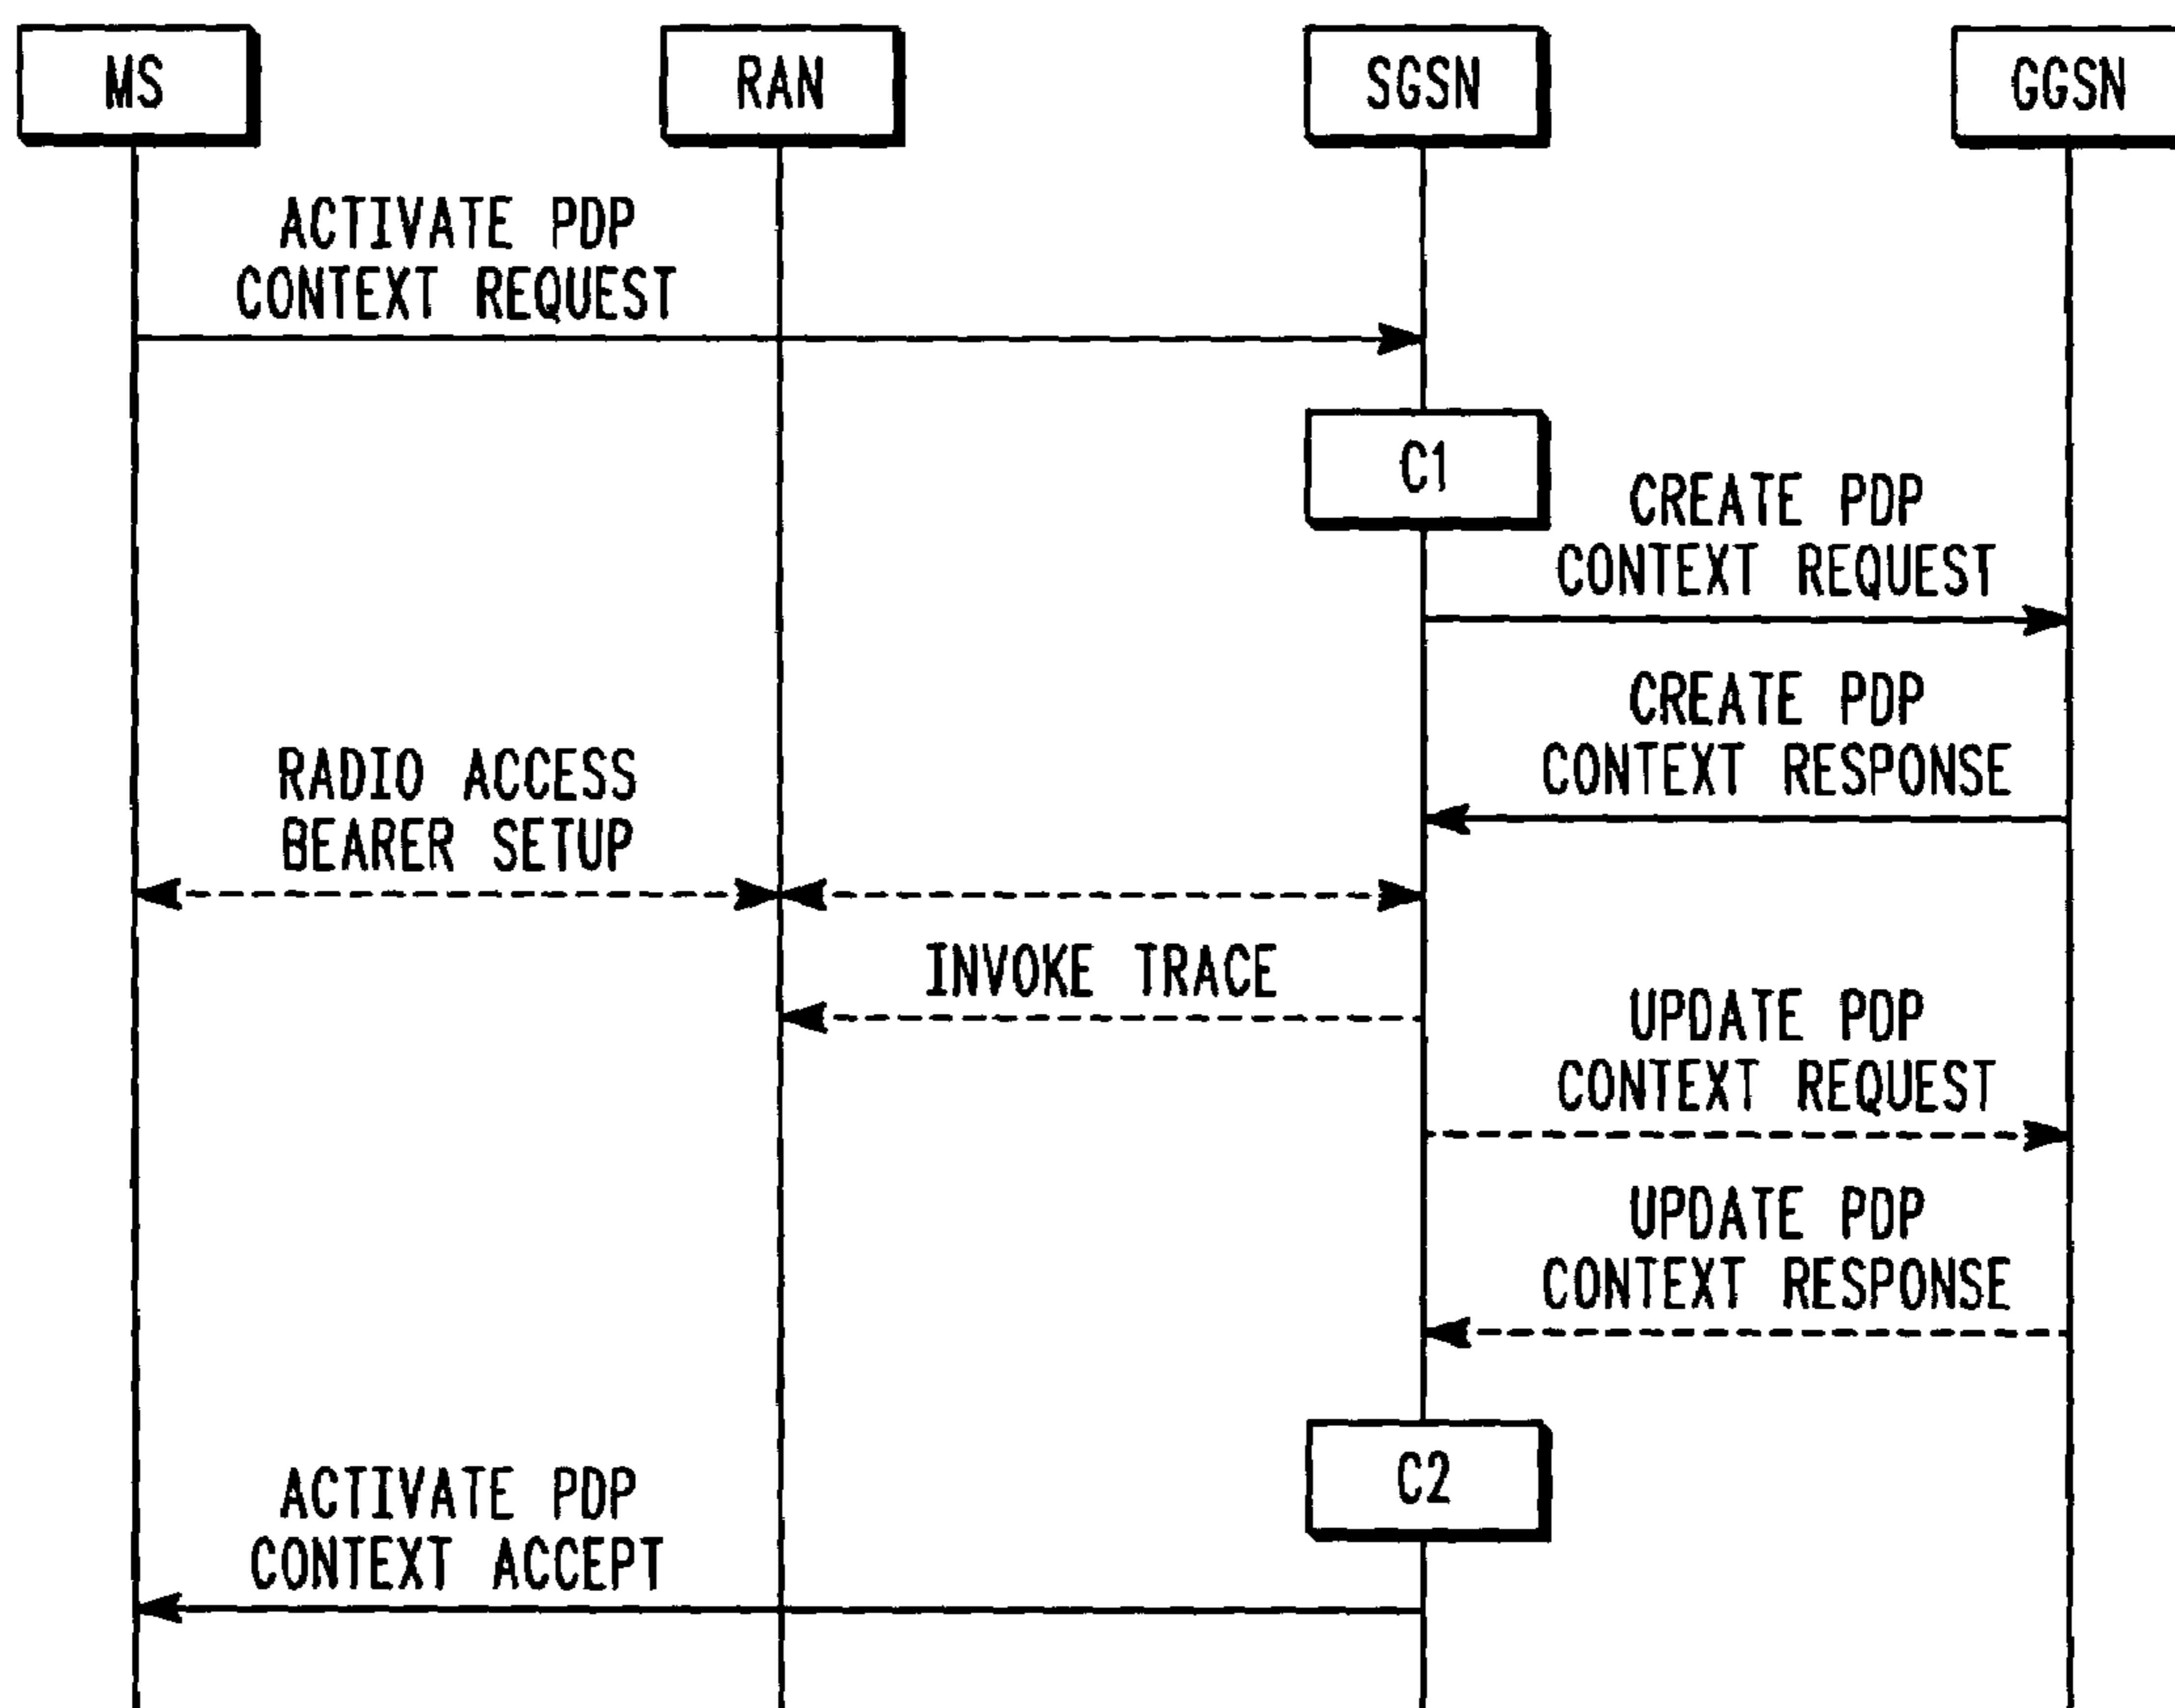 MS
RAN
SGSN
GGSN
ACTIVATE PDP
CONTEXT REQUEST
C1
CREATE PDP
CONTEXT REQUEST
CREATE PDP
CONTEXT RESPONSE
RADIO ACCESS
BEARER SETUP
INVOKE TRACE
UPDATE PDP
CONTEXT REQUEST
UPDATE PDP
CONTEXT RESPONSE
C2
ACTIVATE PDP
CONTEXT ACCEPT